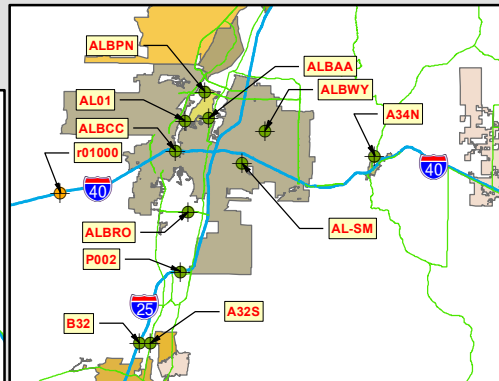 ALBPN
ALBAA
AL01
ALBWY
ALBCC
A34N
r01000
40
40
ALBRO
AL-SM
P002
25
B32
A32S